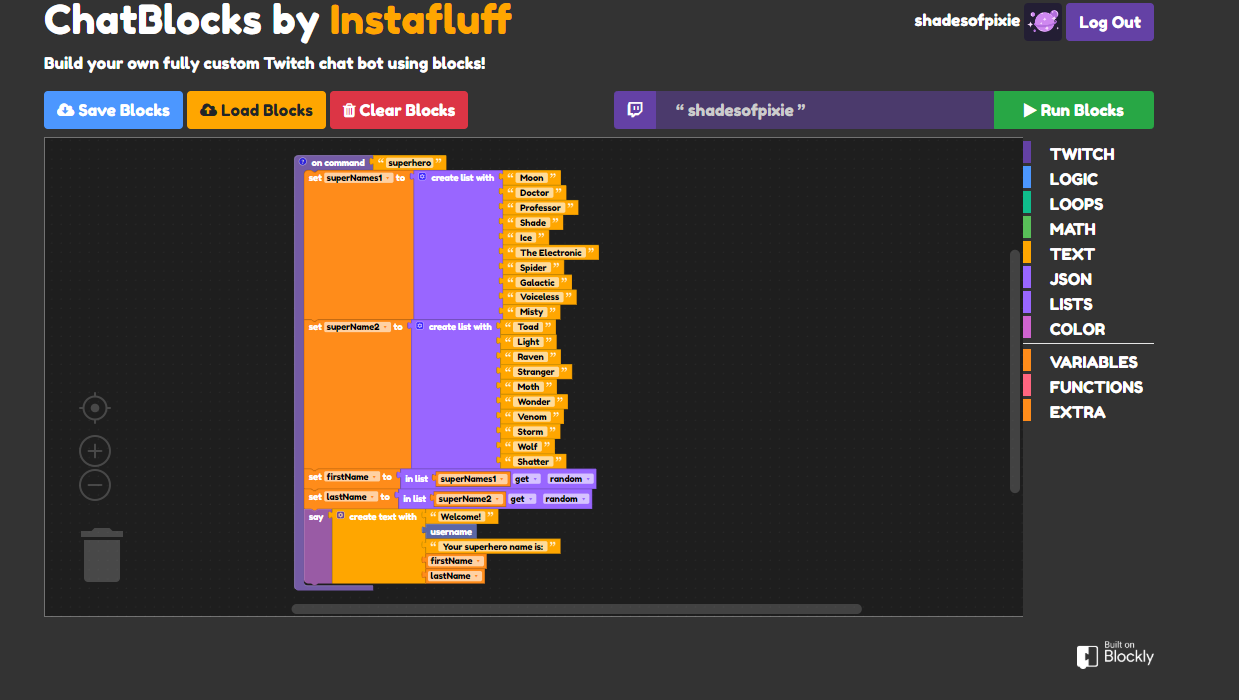 ChatBlocks by Instafluff
shadesofpixie
Log Out
Build your own fully custom Twitch chat bot using blocks!
Save Blocks
Load Blocks
Clear Blocks
“ shadesofpixie ”
Run Blocks
? on command “ superhero ”
set superNames1 to create list with “ Moon ”
“ Doctor ”
“ Professor ”
“ Shade ”
“ Ice ”
“ The Electronic ”
“ Spider ”
“ Galactic ”
“ Voiceless ”
“ Misty ”
set superName2 to create list with “ Toad ”
“ Light ”
“ Raven ”
“ Stranger ”
“ Moth ”
“ Wonder ”
“ Venom ”
“ Storm ”
“ Wolf ”
“ Shatter ”
set firstName to in list superNames1 get random
set lastName to in list superName2 get random
say create text with “ Welcome! ”
username
“ Your superhero name is: ”
firstName
lastName
TWITCH
LOGIC
LOOPS
MATH
TEXT
JSON
LISTS
COLOR
VARIABLES
FUNCTIONS
EXTRA
Built on
Blockly